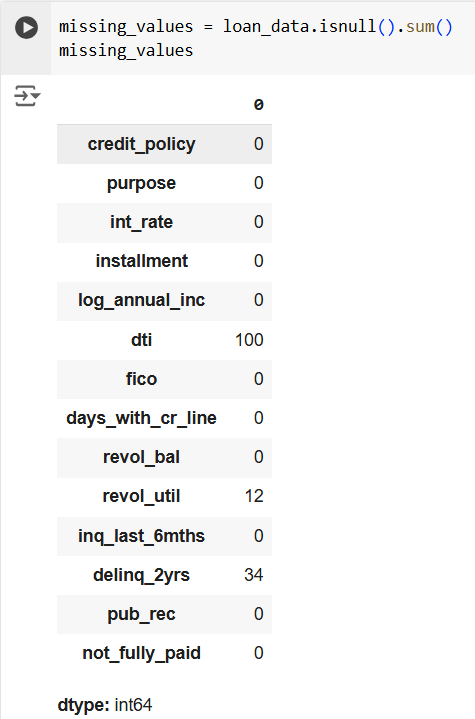 missing_values = loan_data.isnull().sum()
missing_values
0
credit_policy 0
purpose 0
int_rate 0
installment 0
log_annual_inc 0
dti 100
fico 0
days_with_cr_line 0
revol_bal 0
revol_util 12
inq_last_6mths 0
delinq_2yrs 34
pub_rec 0
not_fully_paid 0
dtype: int64